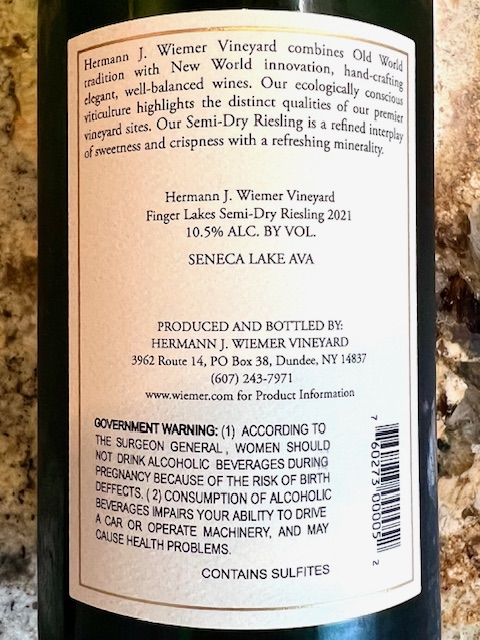 Hermann J. Wiemer Vineyard combines Old World
tradition with New World innovation, hand-crafting
elegant, well-balanced wines. Our ecologically conscious
viticulture highlights the distinct qualities of our premier
vineyard sites. Our Semi-Dry Riesling is a refined interplay
of sweetness and crispness with a refreshing minerality.
Hermann J. Wiemer Vineyard
Finger Lakes Semi-Dry Riesling 2021
10.5% ALC. BY VOL.
SENECA LAKE AVA
PRODUCED AND BOTTLED BY:
HERMANN J. WIEMER VINEYARD
3962 Route 14, PO Box 38, Dundee, NY 14837
(607) 243-7971
www.wiemer.com for Product Information
GOVERNMENT WARNING: (1) ACCORDING TO
THE SURGEON GENERAL, WOMEN SHOULD
NOT DRINK ALCOHOLIC BEVERAGES DURING
PREGNANCY BECAUSE OF THE RISK OF BIRTH
DEFFECTS. (2) CONSUMPTION OF ALCOHOLIC
BEVERAGES IMPAIRS YOUR ABILITY TO DRIVE
A CAR OR OPERATE MACHINERY, AND MAY
CAUSE HEALTH PROBLEMS.
CONTAINS SULFITES
7 60273 00005 2